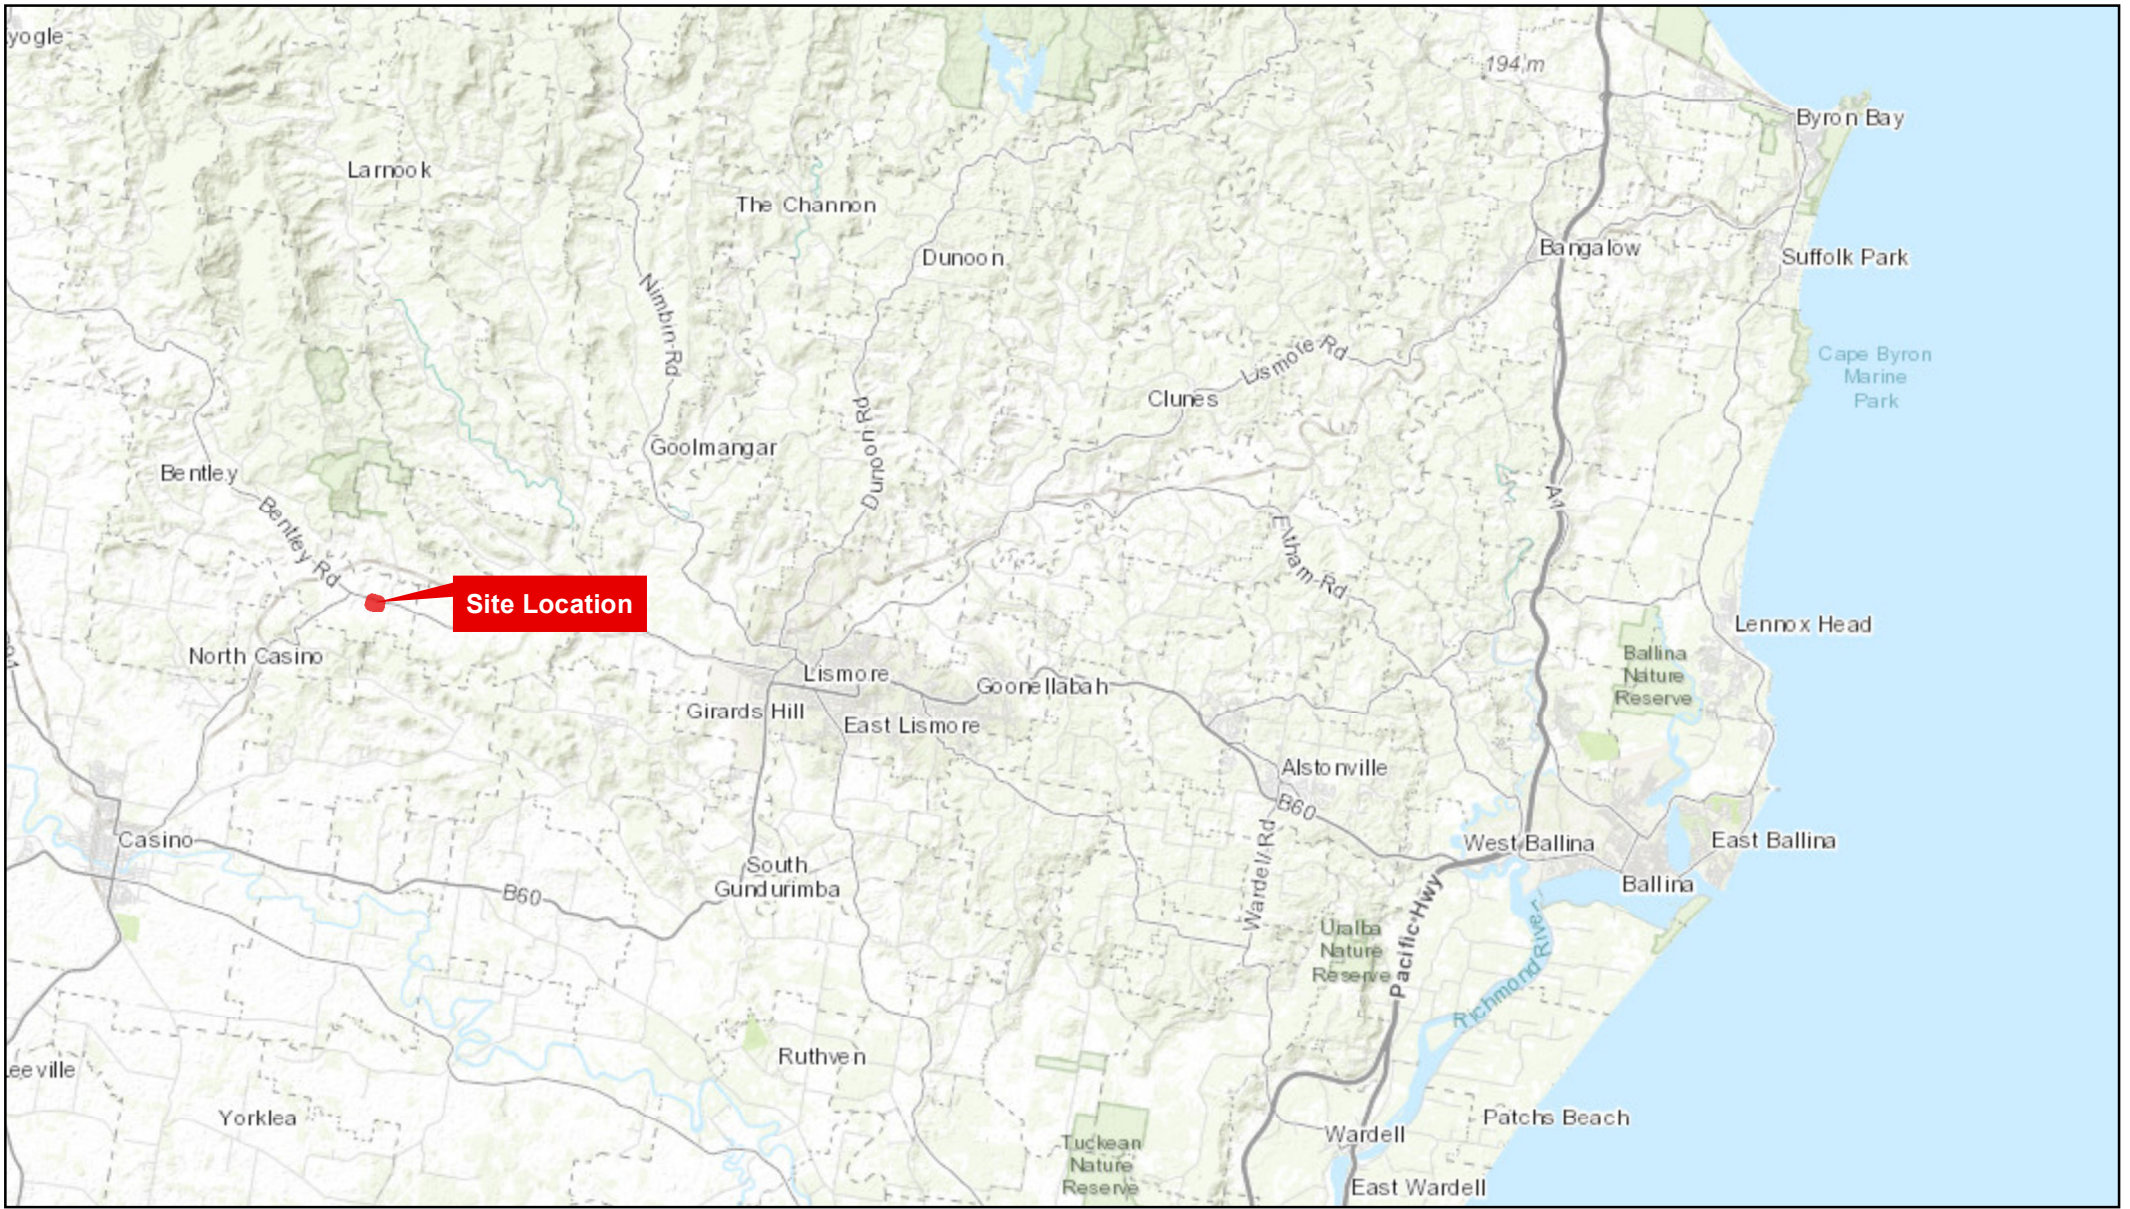 yogle
194 m
Byron Bay
Larnook
The Channon
Dunoon
Bangalow
Suffolk Park
Nimbin Rd
Lismore Rd
Cape Byron
Marine
Park
Clunes
Dunoon Rd
Goolmangar
Bentley
Bentley Rd
A1
Eltham Rd
Site Location
Lennox Head
North Casino
Ballina
Nature
Reserve
Lismore
Goonellabah
Girards Hill
East Lismore
Alstonville
B60
Casino
West Ballina
East Ballina
South
Gundurimba
B60
Wardell Rd
Ballina
Pacific Hwy
Uralba
Nature
Reserve
Richmond River
Ruthven
eeville
Yorklea
Patchs Beach
Wardell
Tuckean
Nature
Reserve
East Wardell